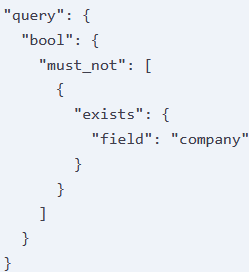 "query": {
  "bool": {
    "must_not": [
      {
        "exists": {
          "field": "company"
        }
      }
    ]
  }
}